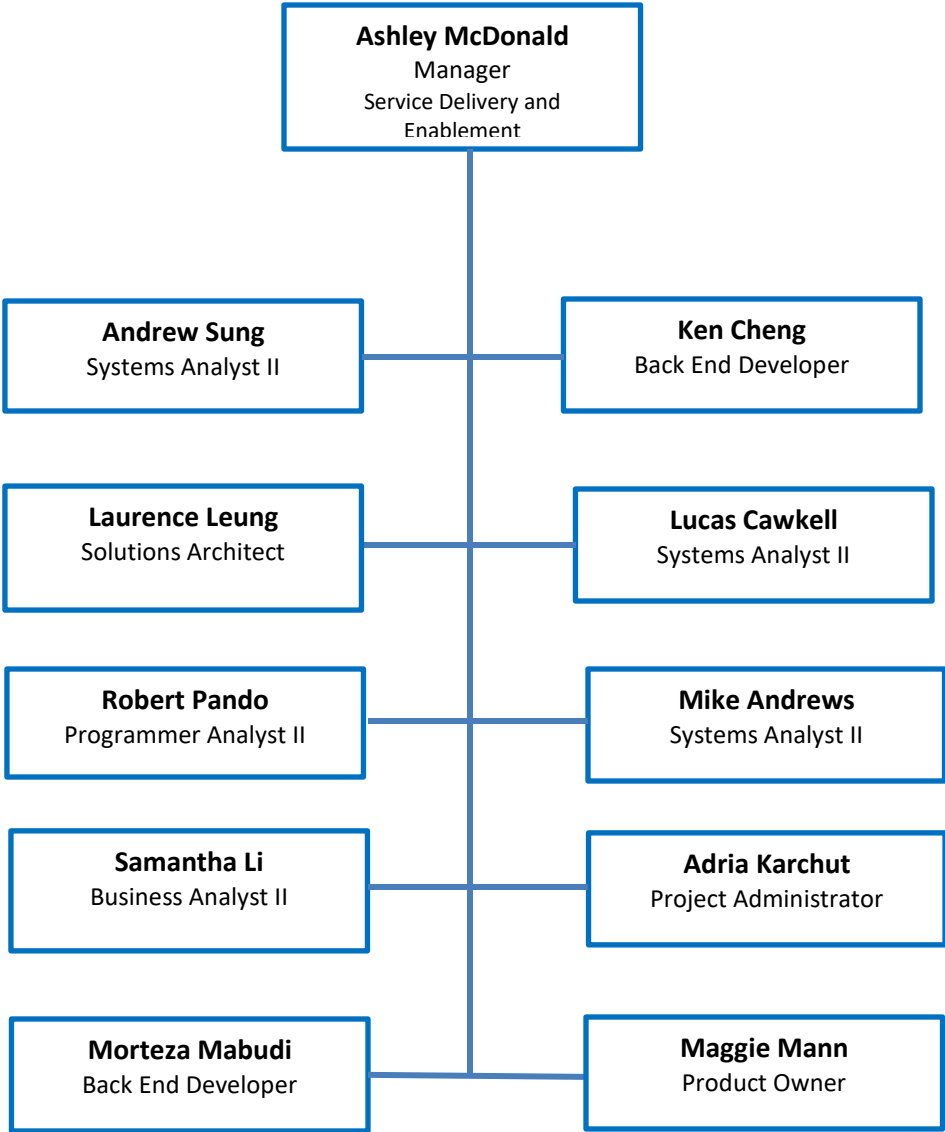 Ashley McDonald
Manager
Service Delivery and
Enablement
Andrew Sung
Systems Analyst II
Ken Cheng
Back End Developer
Laurence Leung
Solutions Architect
Lucas Cawkell
Systems Analyst II
Robert Pando
Programmer Analyst II
Mike Andrews
Systems Analyst II
Samantha Li
Business Analyst II
Adria Karchut
Project Administrator
Morteza Mabudi
Back End Developer
Maggie Mann
Product Owner